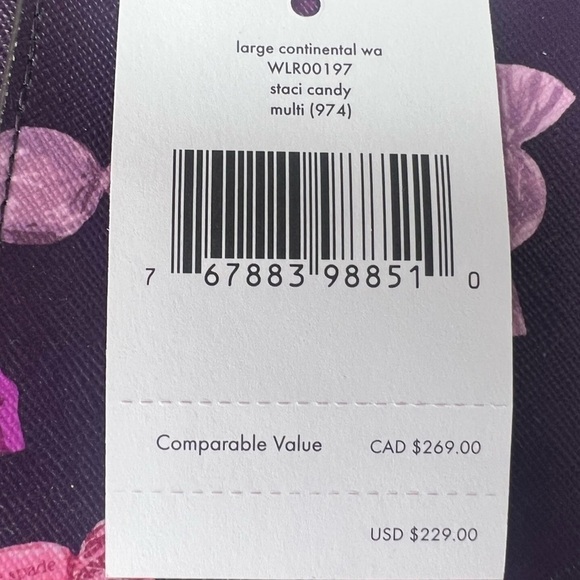 large continental wa
WLR00197
staci candy
multi (974)
7 67883 98851 0
Comparable Value CAD $269.00
USD $229.00
spade